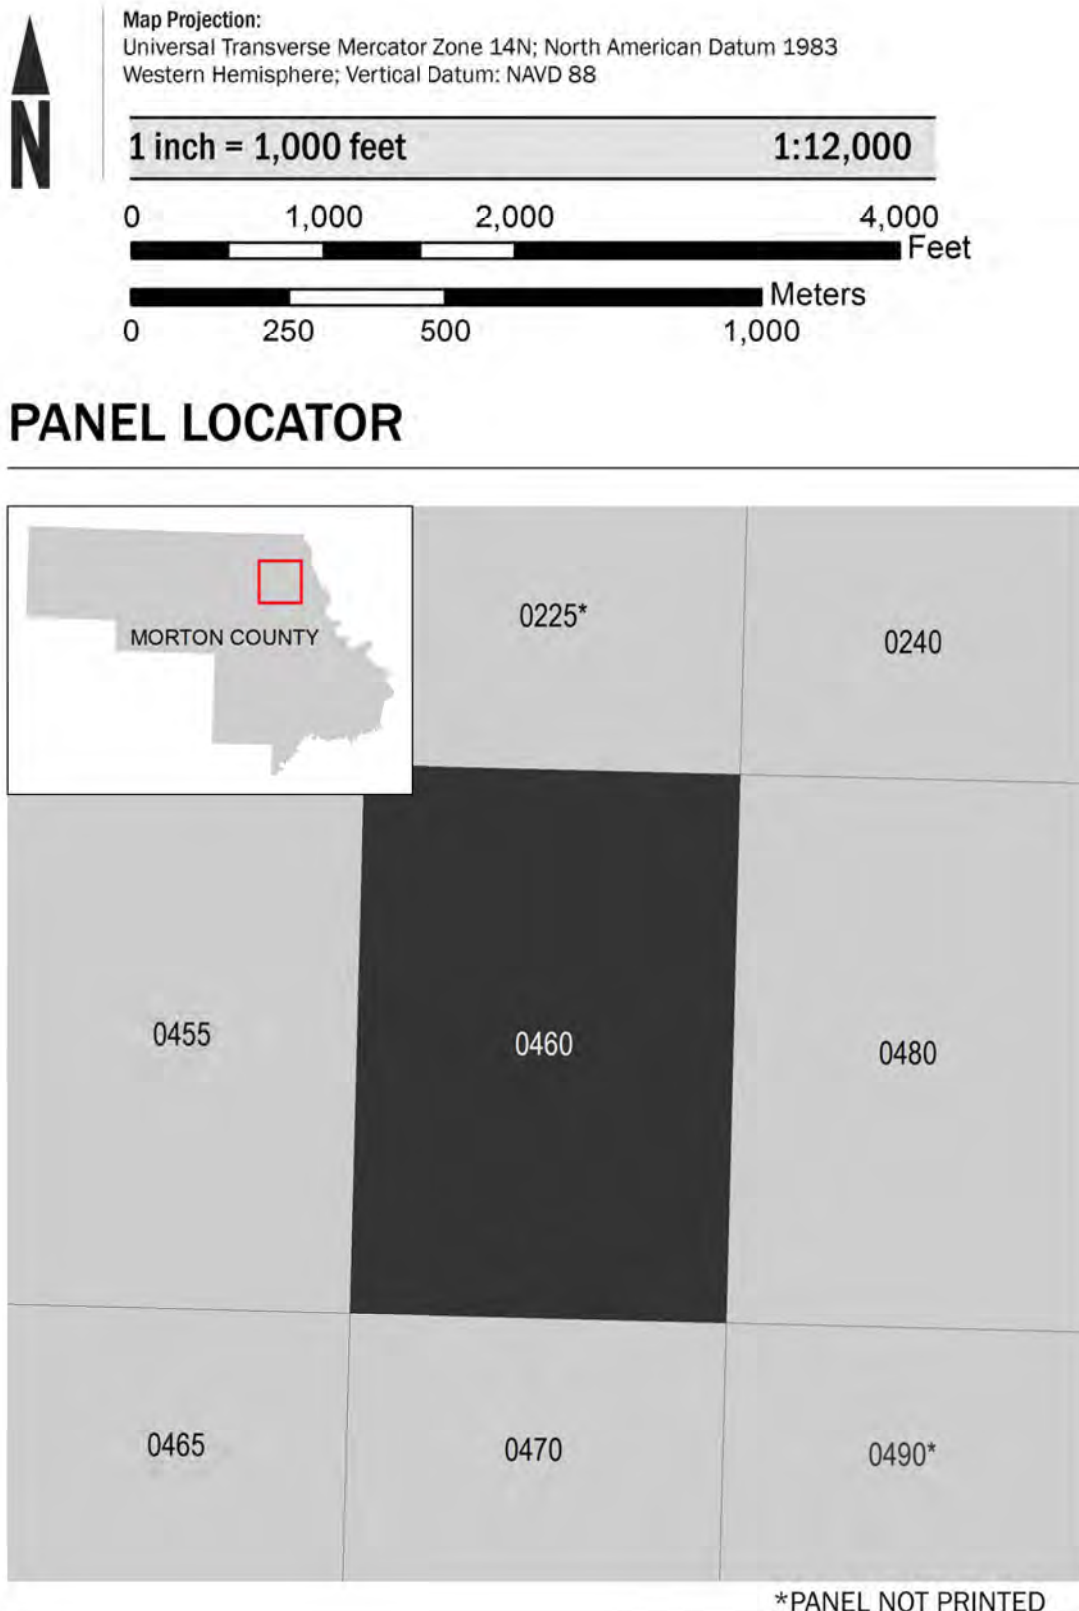 N
Map Projection:
Universal Transverse Mercator Zone 14N; North American Datum 1983
Western Hemisphere; Vertical Datum: NAVD 88
1 inch = 1,000 feet 1:12,000
0 1,000 2,000 4,000
Feet
Meters
0 250 500 1,000
PANEL LOCATOR
MORTON COUNTY
0225*
0240
0455
0460
0480
0465
0470
0490*
*PANEL NOT PRINTED